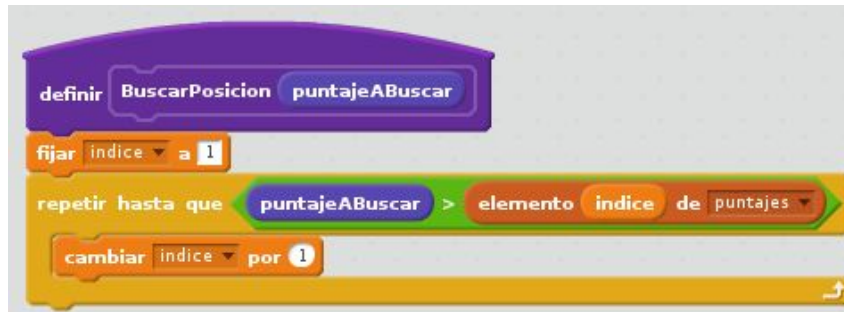 definir BuscarPosicion puntajeABuscar
fijar indice a 1
repetir hasta que puntajeABuscar > elemento indice de puntajes
cambiar indice por 1